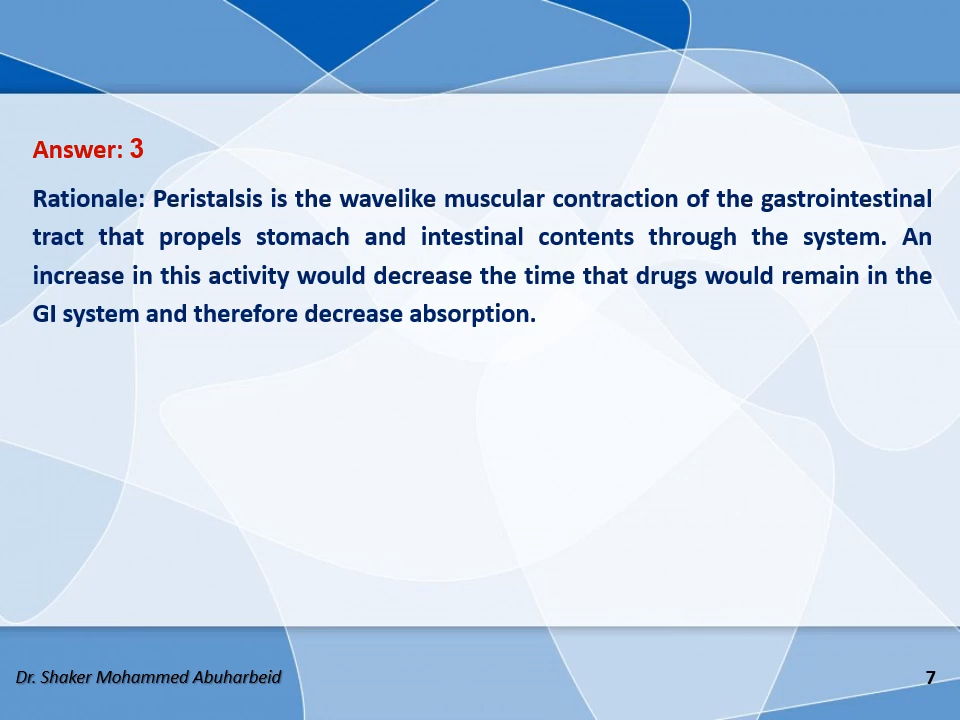 Answer: 3
Rationale: Peristalsis is the wavelike muscular contraction of the gastrointestinal
tract that propels stomach and intestinal contents through the system. An
increase in this activity would decrease the time that drugs would remain in the
GI system and therefore decrease absorption.
Dr. Shaker Mohammed Abuharbeid
7